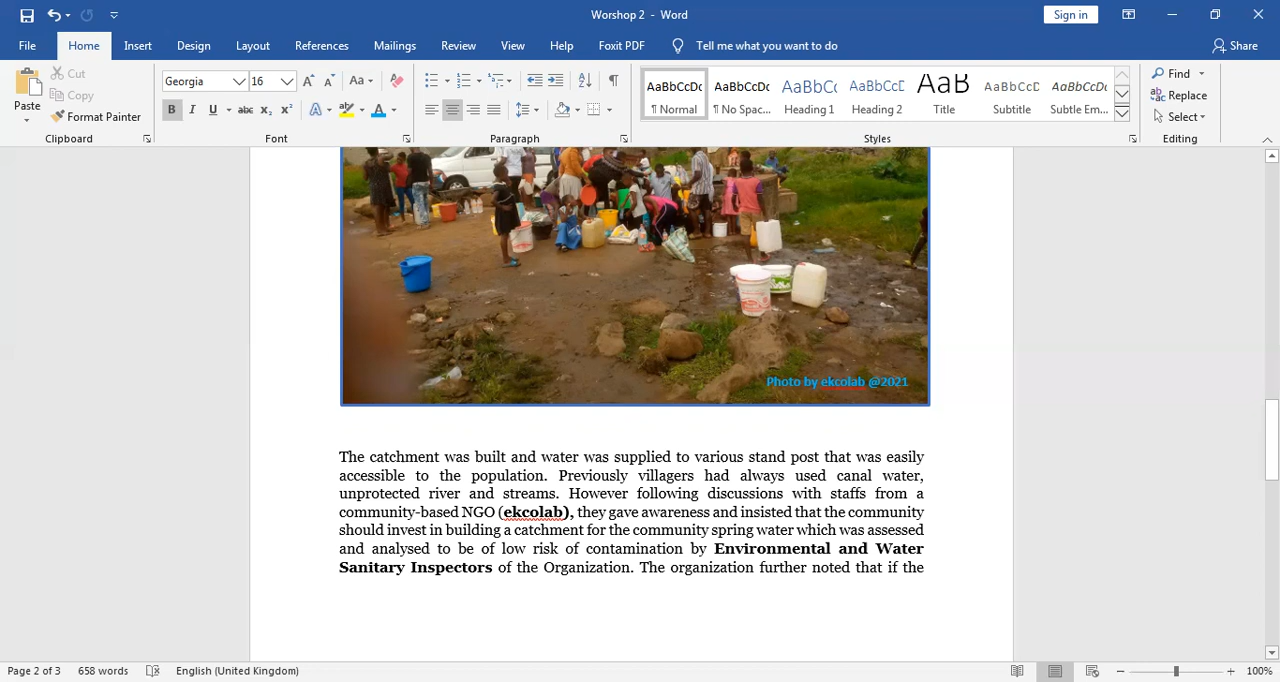 Worshop 2 - Word
Sign in
File Home Insert Design Layout References Mailings Review View Help Foxit PDF Tell me what you want to do Share
Paste
Cut
Copy
Format Painter
Georgia 16 Aa
B I U abc x₂ x² A ab A
AaBbCcDc AaBbCcDc AaBbCc AaBbCcD AaB AaBbCcD AaBbCcDc
¶ Normal ¶ No Spac... Heading 1 Heading 2 Title Subtitle Subtle Em...
Find
Replace
Select
Clipboard Font Paragraph Styles Editing
Photo by ekcolab @2021
The catchment was built and water was supplied to various stand post that was easily
accessible to the population. Previously villagers had always used canal water,
unprotected river and streams. However following discussions with staffs from a
community-based NGO (ekcolab), they gave awareness and insisted that the community
should invest in building a catchment for the community spring water which was assessed
and analysed to be of low risk of contamination by Environmental and Water
Sanitary Inspectors of the Organization. The organization further noted that if the
Page 2 of 3 658 words English (United Kingdom) 100%